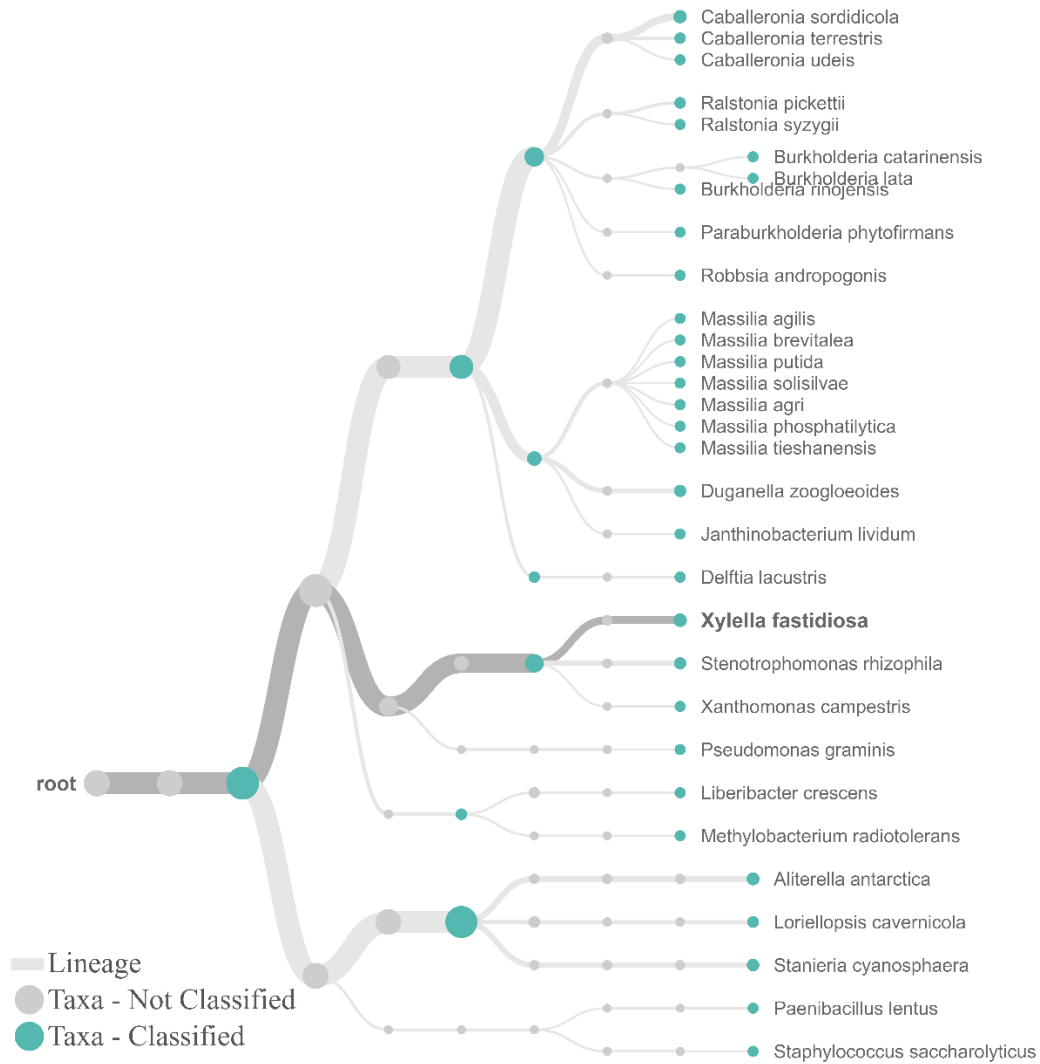 Caballeronia sordidicola
Caballeronia terrestris
Caballeronia udeis
Ralstonia pickettii
Ralstonia syzygii
Burkholderia catarinensis
Burkholderia lata
Burkholderia rinojensis
Paraburkholderia phytofirmans
Robbsia andropogonis
Massilia agilis
Massilia brevitalea
Massilia putida
Massilia solisilvae
Massilia agri
Massilia phosphatilytica
Massilia tieshanensis
Duganella zoogloeoides
Janthinobacterium lividum
Delftia lacustris
Xylella fastidiosa
Stenotrophomonas rhizophila
Xanthomonas campestris
Pseudomonas graminis
root
Liberibacter crescens
Methylobacterium radiotolerans
Aliterella antarctica
Loriellopsis cavernicola
Stanieria cyanosphaera
Paenibacillus lentus
Staphylococcus saccharolyticus
Lineage
Taxa - Not Classified
Taxa - Classified